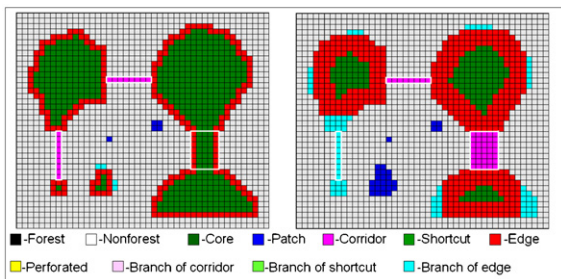 -Forest -Nonforest -Core -Patch -Corridor -Shortcut -Edge
-Perforated -Branch of corridor -Branch of shortcut -Branch of edge